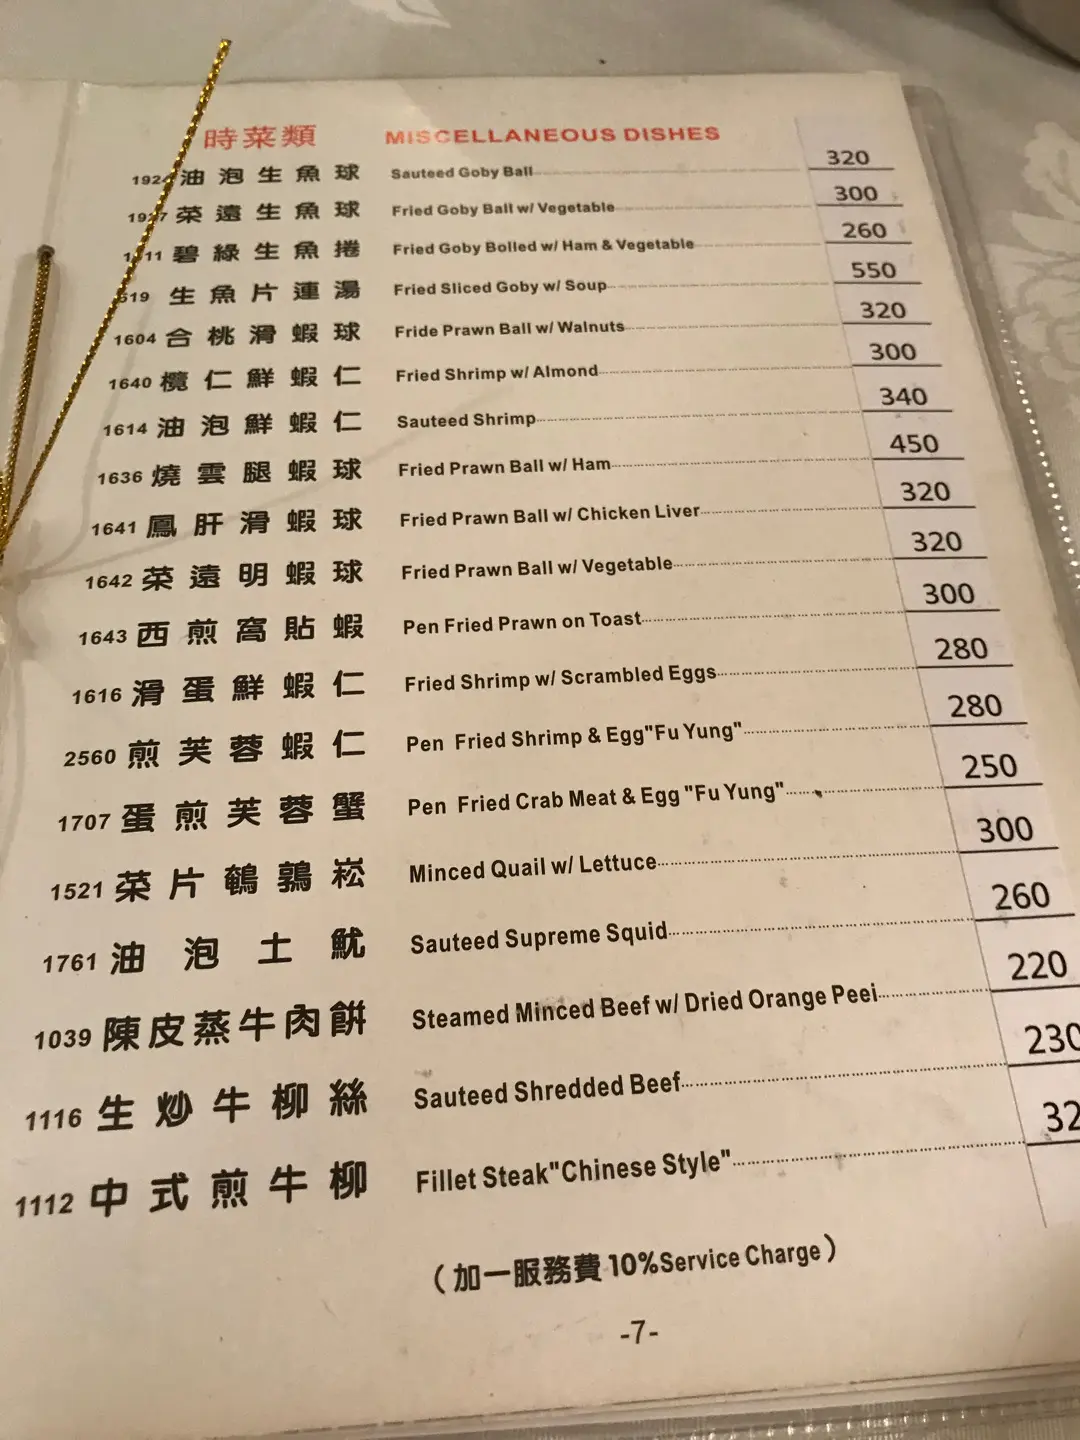 時菜類 MISCELLANEOUS DISHES
1924 油泡生魚球 Sauteed Goby Ball 320
菜遠生魚球 Fried Goby Ball w/ Vegetable 300
碧綠生魚捲 Fried Goby Bolled w/ Ham & Vegetable 260
生魚片連湯 Fried Sliced Goby w/ Soup 550
1604 合桃滑蝦球 Fride Prawn Ball w/ Walnuts 320
1640 欖仁鮮蝦仁 Fried Shrimp w/ Almond 300
1614 油泡鮮蝦仁 Sauteed Shrimp 340
1636 燒雲腿蝦球 Fried Prawn Ball w/ Ham 450
1641 鳳肝滑蝦球 Fried Prawn Ball w/ Chicken Liver 320
1642 菜遠明蝦球 Fried Prawn Ball w/ Vegetable 320
1643 西煎窩貼蝦 Pen Fried Prawn on Toast 300
1616 滑蛋鮮蝦仁 Fried Shrimp w/ Scrambled Eggs 280
2560 煎芙蓉蝦仁 Pen Fried Shrimp & Egg"Fu Yung" 280
1707 蛋煎芙蓉蟹 Pen Fried Crab Meat & Egg "Fu Yung" 250
1521 菜片鵪鶉崧 Minced Quail w/ Lettuce 300
1761 油泡土魷 Sauteed Supreme Squid 260
1039 陳皮蒸牛肉餅 Steamed Minced Beef w/ Dried Orange Peei 220
1116 生炒牛柳絲 Sauteed Shredded Beef 230
1112 中式煎牛柳 Fillet Steak"Chinese Style"
（加一服務費10%Service Charge）
-7-